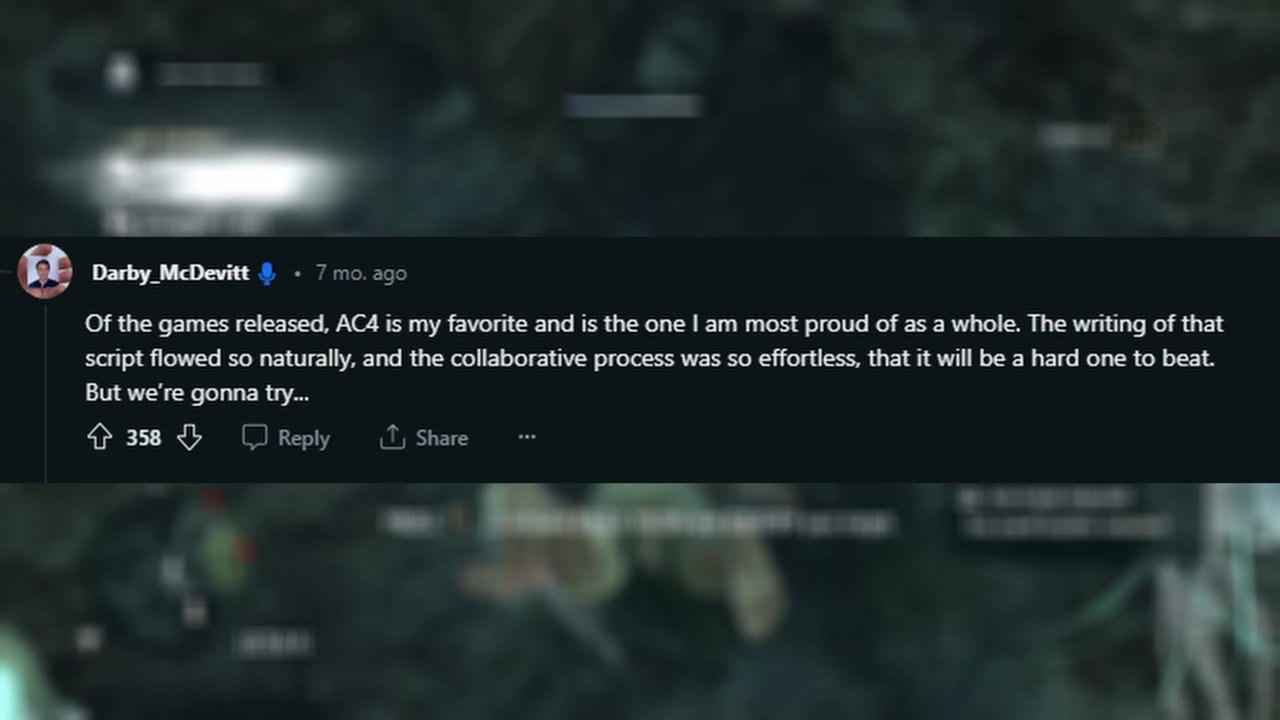 Darby_McDevitt • 7 mo. ago
Of the games released, AC4 is my favorite and is the one I am most proud of as a whole. The writing of that
script flowed so naturally, and the collaborative process was so effortless, that it will be a hard one to beat.
But we’re gonna try...
358 Reply Share ...